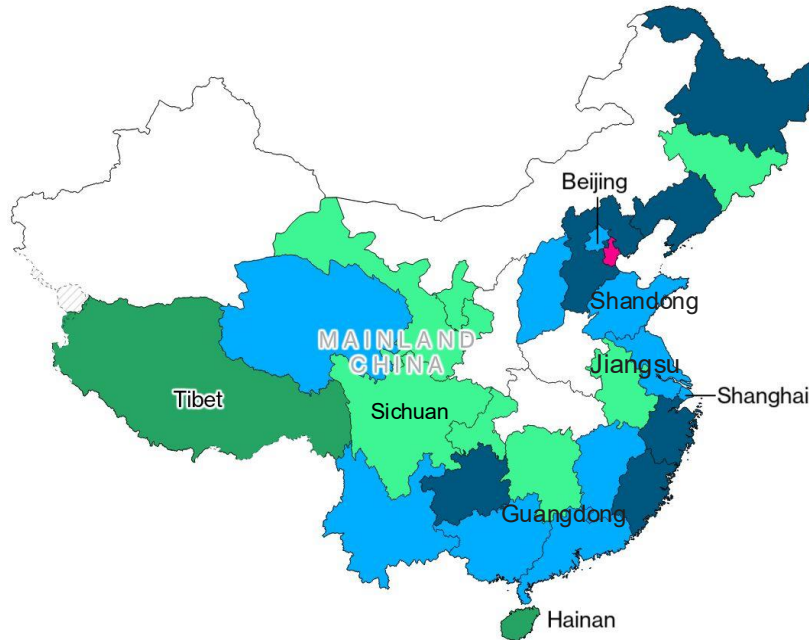 Beijing
Shandong
MAINLAND
CHINA
Jiangsu
Shanghai
Tibet
Sichuan
Guangdong
Hainan